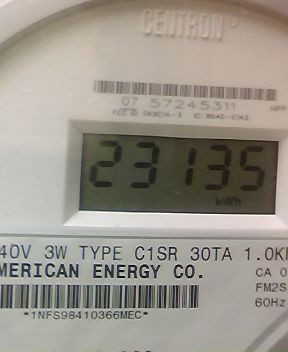 CENTRON
07 57245311
23135
kWh
40V 3W TYPE C1SR 30TA 1.0K
MERICAN ENERGY CO.
CA 0
FM2S
60Hz
*1NFS98410366MEC*